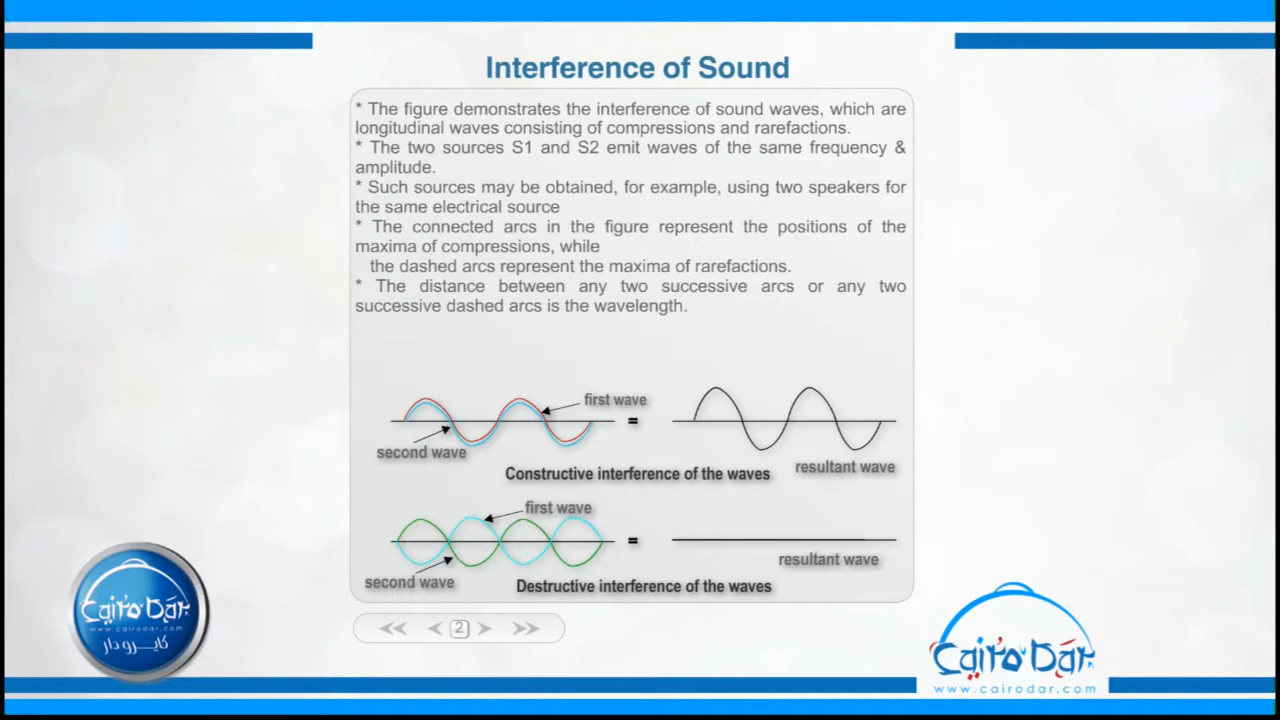 Interference of Sound
* The figure demonstrates the interference of sound waves, which are
longitudinal waves consisting of compressions and rarefactions.
* The two sources S1 and S2 emit waves of the same frequency &
amplitude.
* Such sources may be obtained, for example, using two speakers for
the same electrical source
* The connected arcs in the figure represent the positions of the
maxima of compressions, while
the dashed arcs represent the maxima of rarefactions.
* The distance between any two successive arcs or any two
successive dashed arcs is the wavelength.
first wave
=
second wave
resultant wave
Constructive interference of the waves
first wave
=
resultant wave
second wave
Destructive interference of the waves
2
Cairo Dar
www.cairodar.com
كايرو دار
Cairo Dar
www.cairodar.com